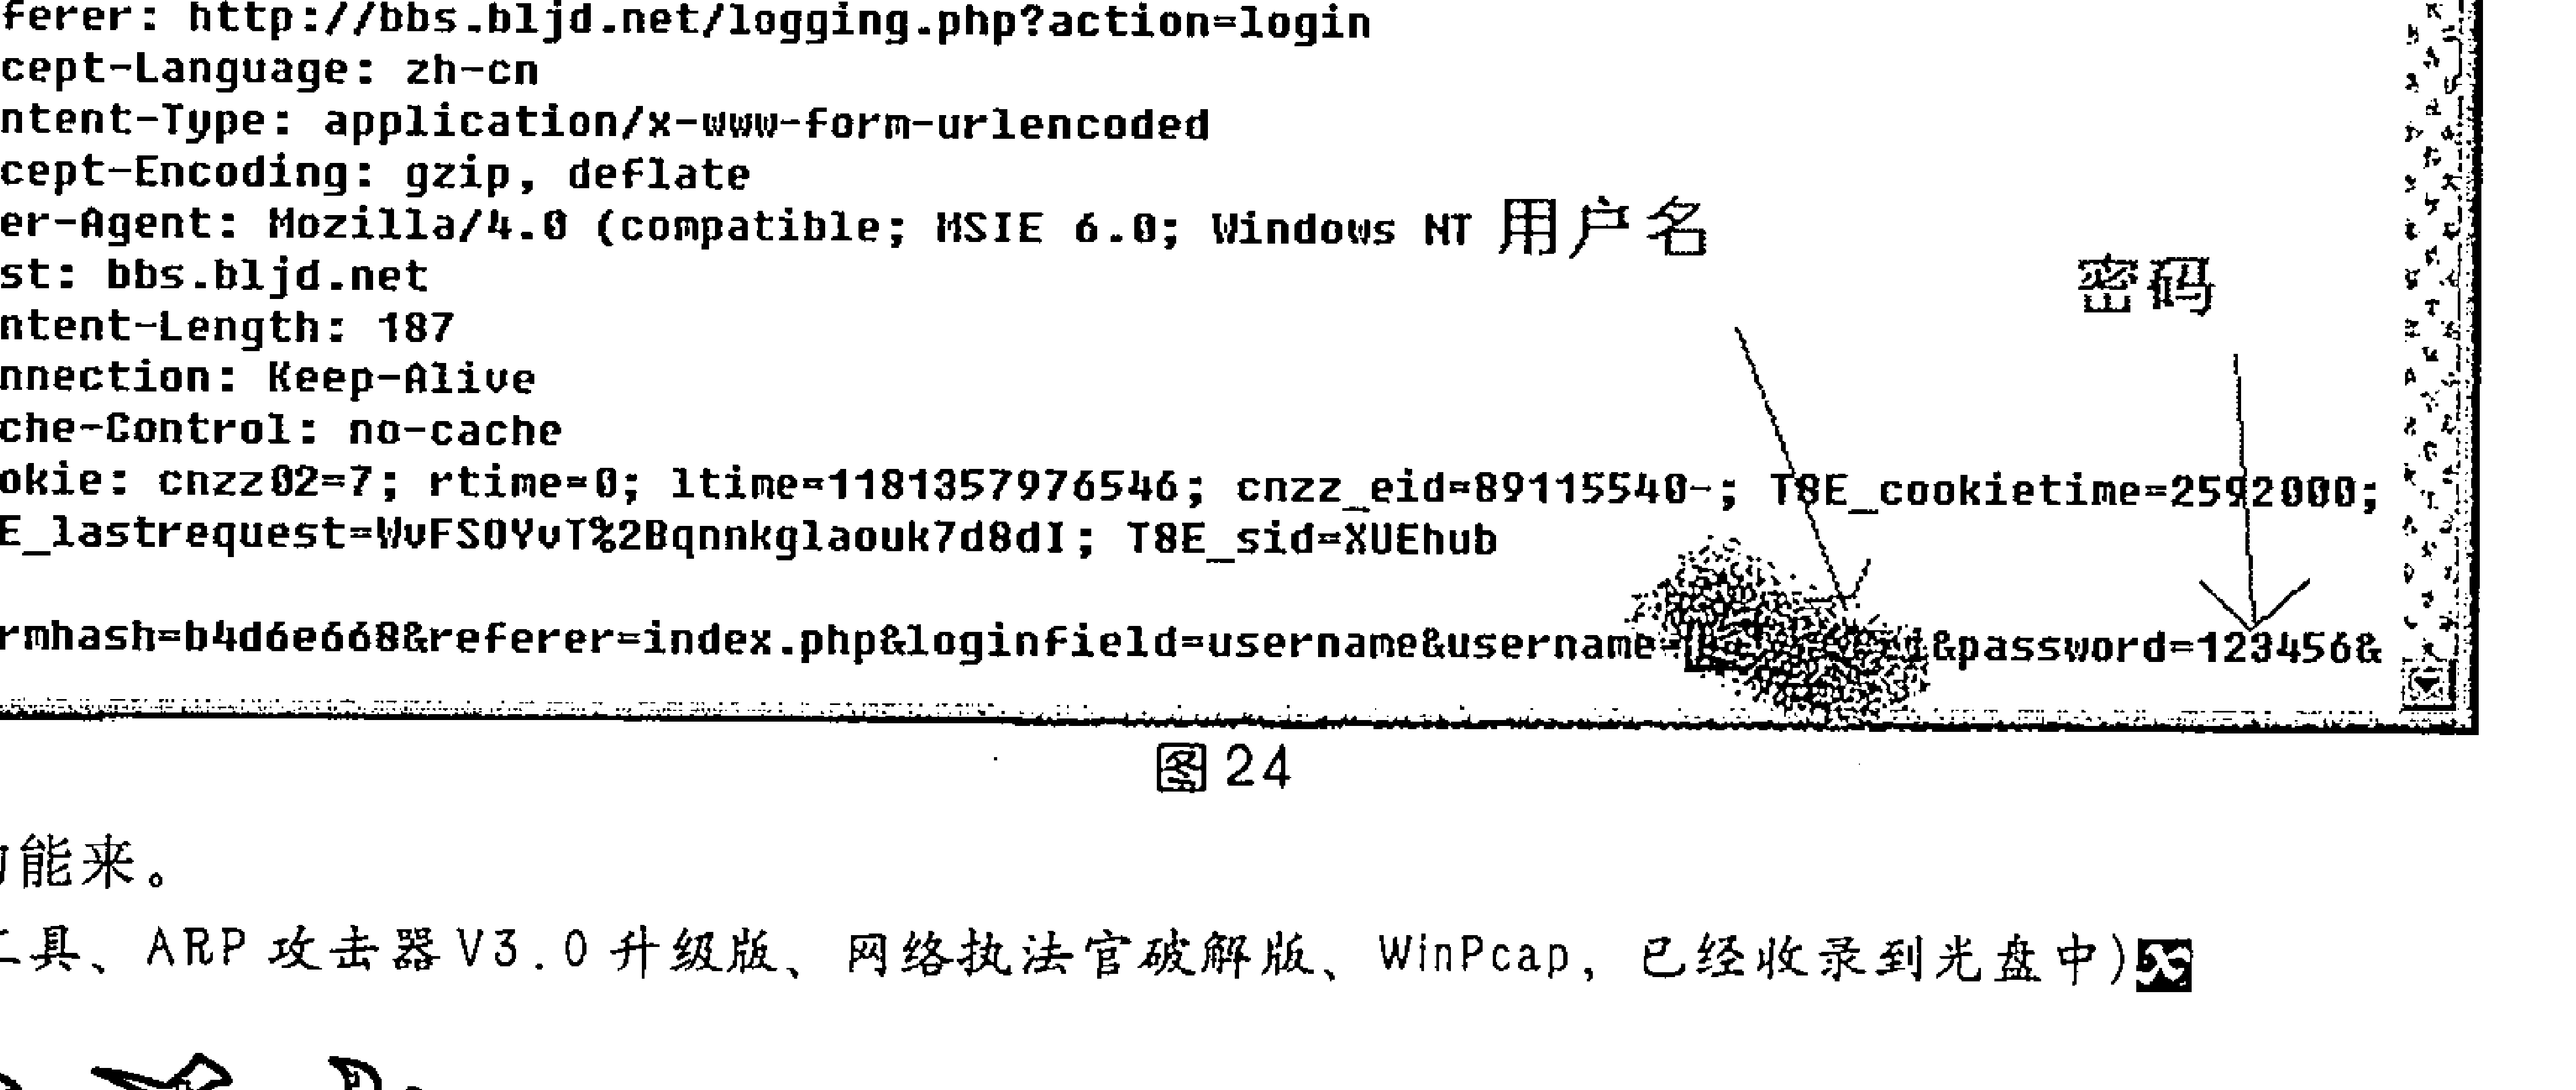 ferer: http://bbs.bljd.net/logging.php?action=login
cept-Language: zh-cn
ntent-Type: application/x-www-form-urlencoded
cept-Encoding: gzip, deflate
er-Agent: Mozilla/4.0 (compatible; MSIE 6.0; Windows NT 用户名
st: bbs.bljd.net
密码
ntent-Length: 187
nnection: Keep-Alive
che-Control: no-cache
okie: cnzz02=7; rtime=0; ltime=1181357976546; cnzz_eid=89115540-; T8E_cookietime=2592000;
E_lastrequest=WvFSOYvT%2Bqnnkglaouk7d8dI; T8E_sid=XUEhub
rmhash=b4d6e668&referer=index.php&loginfield=username&username= &password=123456&
图24
能来。
具、ARP攻击器V3.0升级版、网络执法官破解版、WinPcap, 已经收录到光盘中)